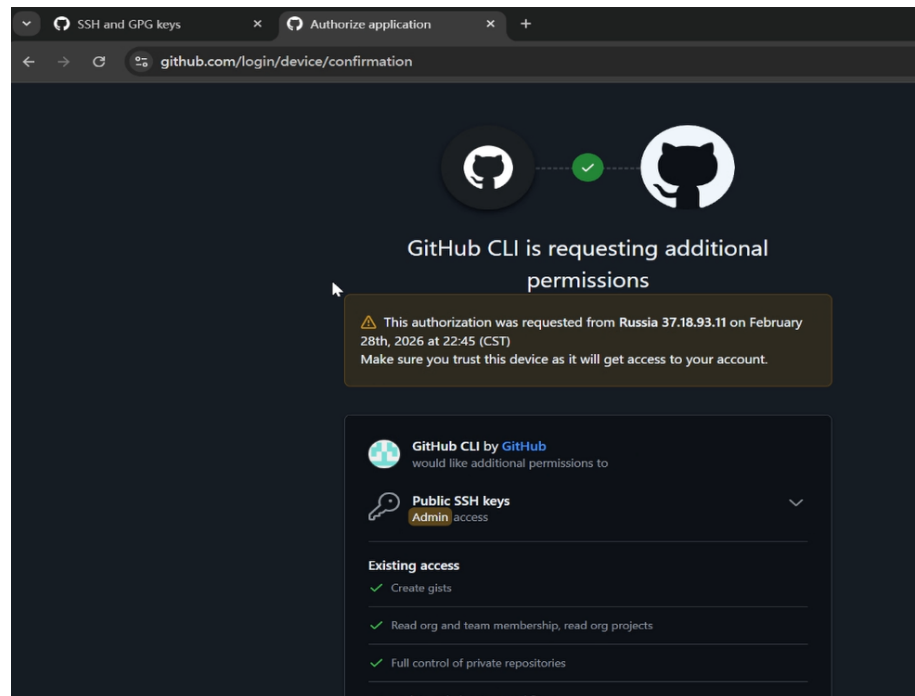 SSH and GPG keys
Authorize application
github.com/login/device/confirmation
GitHub CLI is requesting additional
permissions
This authorization was requested from Russia 37.18.93.11 on February
28th, 2026 at 22:45 (CST)
Make sure you trust this device as it will get access to your account.
GitHub CLI by GitHub
would like additional permissions to
Public SSH keys
Admin access
Existing access
Create gists
Read org and team membership, read org projects
Full control of private repositories